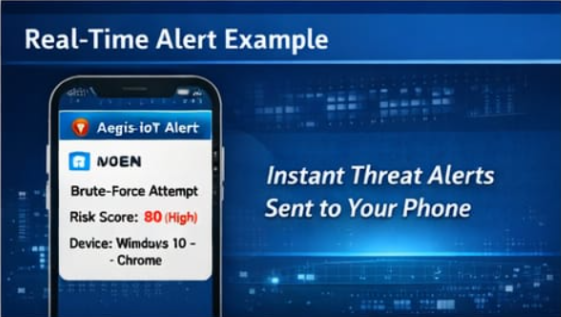 Real-Time Alert Example
Aegis-IoT Alert
Brute-Force Attempt
Risk Score: 80 (High)
Device: Windows 10 -
- Chrome
Instant Threat Alerts
Sent to Your Phone